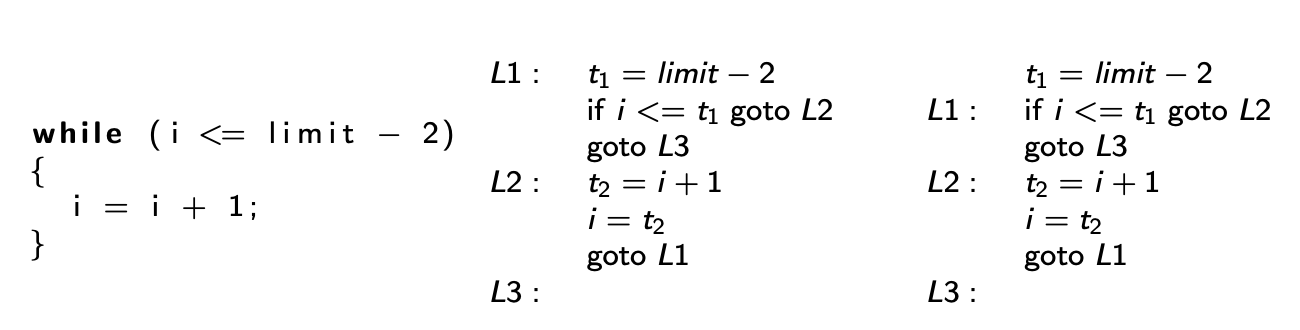 while (i <= limit - 2)
{
i = i + 1;
}
L1 : t₁ = limit − 2
if i <= t₁ goto L2
goto L3
L2 : t₂ = i + 1
i = t₂
goto L1
L3 :
t₁ = limit − 2
L1 : if i <= t₁ goto L2
goto L3
L2 : t₂ = i + 1
i = t₂
goto L1
L3 :